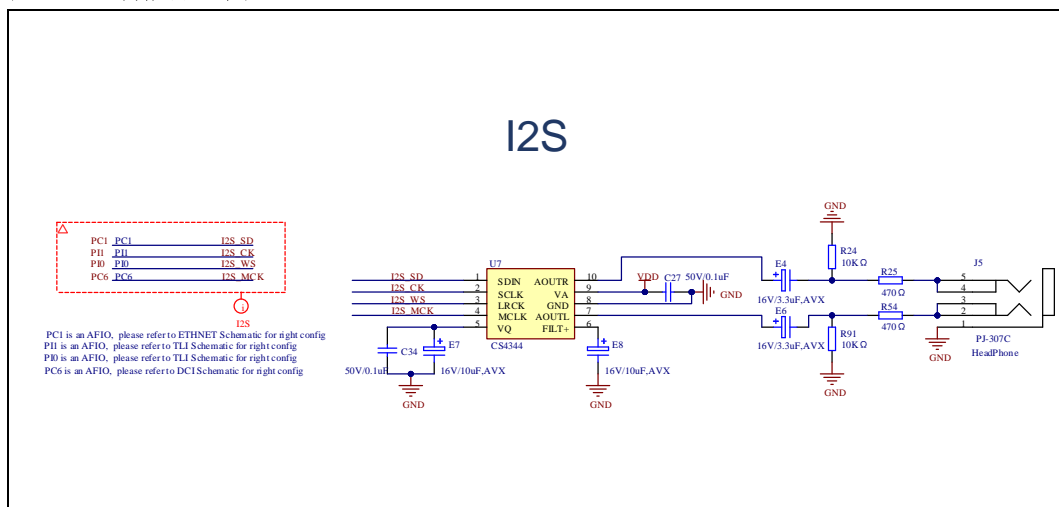 I2S
PC1 PC1 I2S_SD
PI1 PI1 I2S_CK
PI0 PI0 I2S_WS
PC6 PC6 I2S_MCK
I2S
PC1 is an AFIO, please refer to ETHNET Schematic for right config
PI1 is an AFIO, please refer to TLI Schematic for right config
PI0 is an AFIO, please refer to TLI Schematic for right config
PC6 is an AFIO, please refer to DCI Schematic for right config
U7
I2S_SD 1 SDIN AOUTR 10
I2S_CK 2 SCLK VA 9
I2S_WS 3 LRCK GND 8
I2S_MCK 4 MCLK AOUTL 7
5 VQ FILT+ 6
CS4344
C34
50V/0.1uF
E7
16V/10uF,AVX
GND
E8
16V/10uF,AVX
GND
VDD
C27
50V/0.1uF
GND
E4
16V/3.3uF,AVX
E6
16V/3.3uF,AVX
GND
R24
10KΩ
R25
470Ω
R54
470Ω
R91
10KΩ
GND
J5
5
4
3
2
1
GND
PJ-307C
HeadPhone